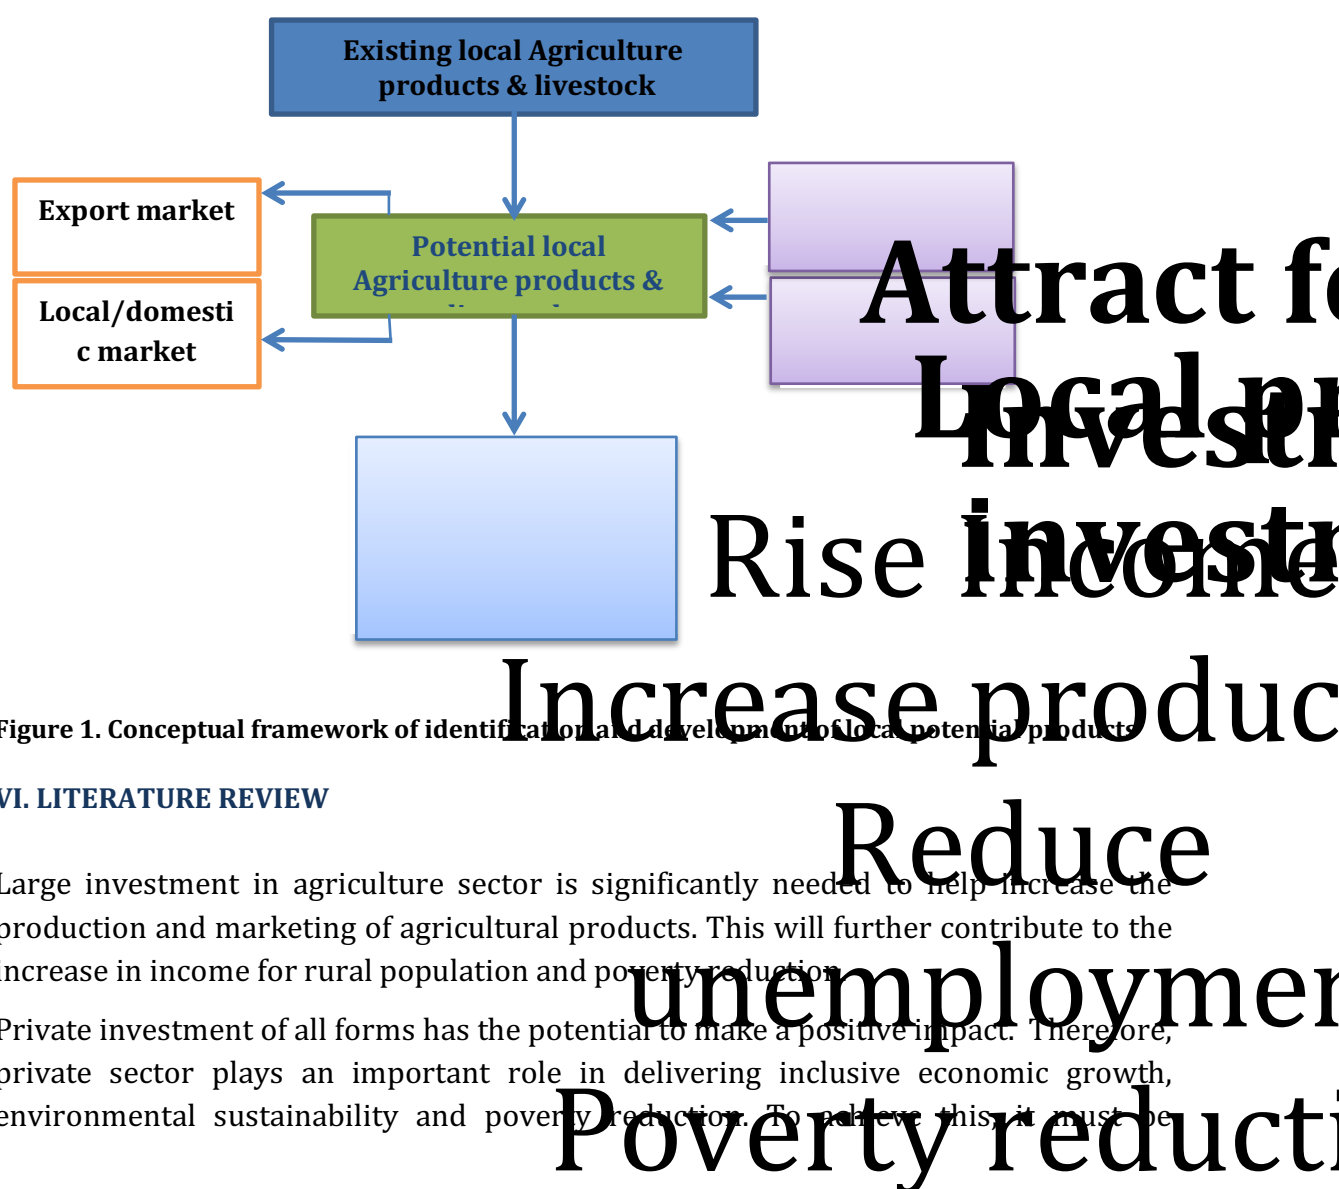 Existing local Agriculture
products & livestock
Export market
Potential local
Agriculture products &
Local/domesti
c market
Attract
Local
Rise Income
Increase
Reduce
Poverty
Figure 1. Conceptual framework of identification and development of local potential products
VI. LITERATURE REVIEW
Large investment in agriculture sector is significantly needed to help increase the
production and marketing of agricultural products. This will further contribute to the
increase in income for rural population and poverty reduction.
Private investment of all forms has the potential to make a positive impact. Therefore,
private sector plays an important role in delivering inclusive economic growth,
environmental sustainability and poverty reduction. To achieve this, it must be